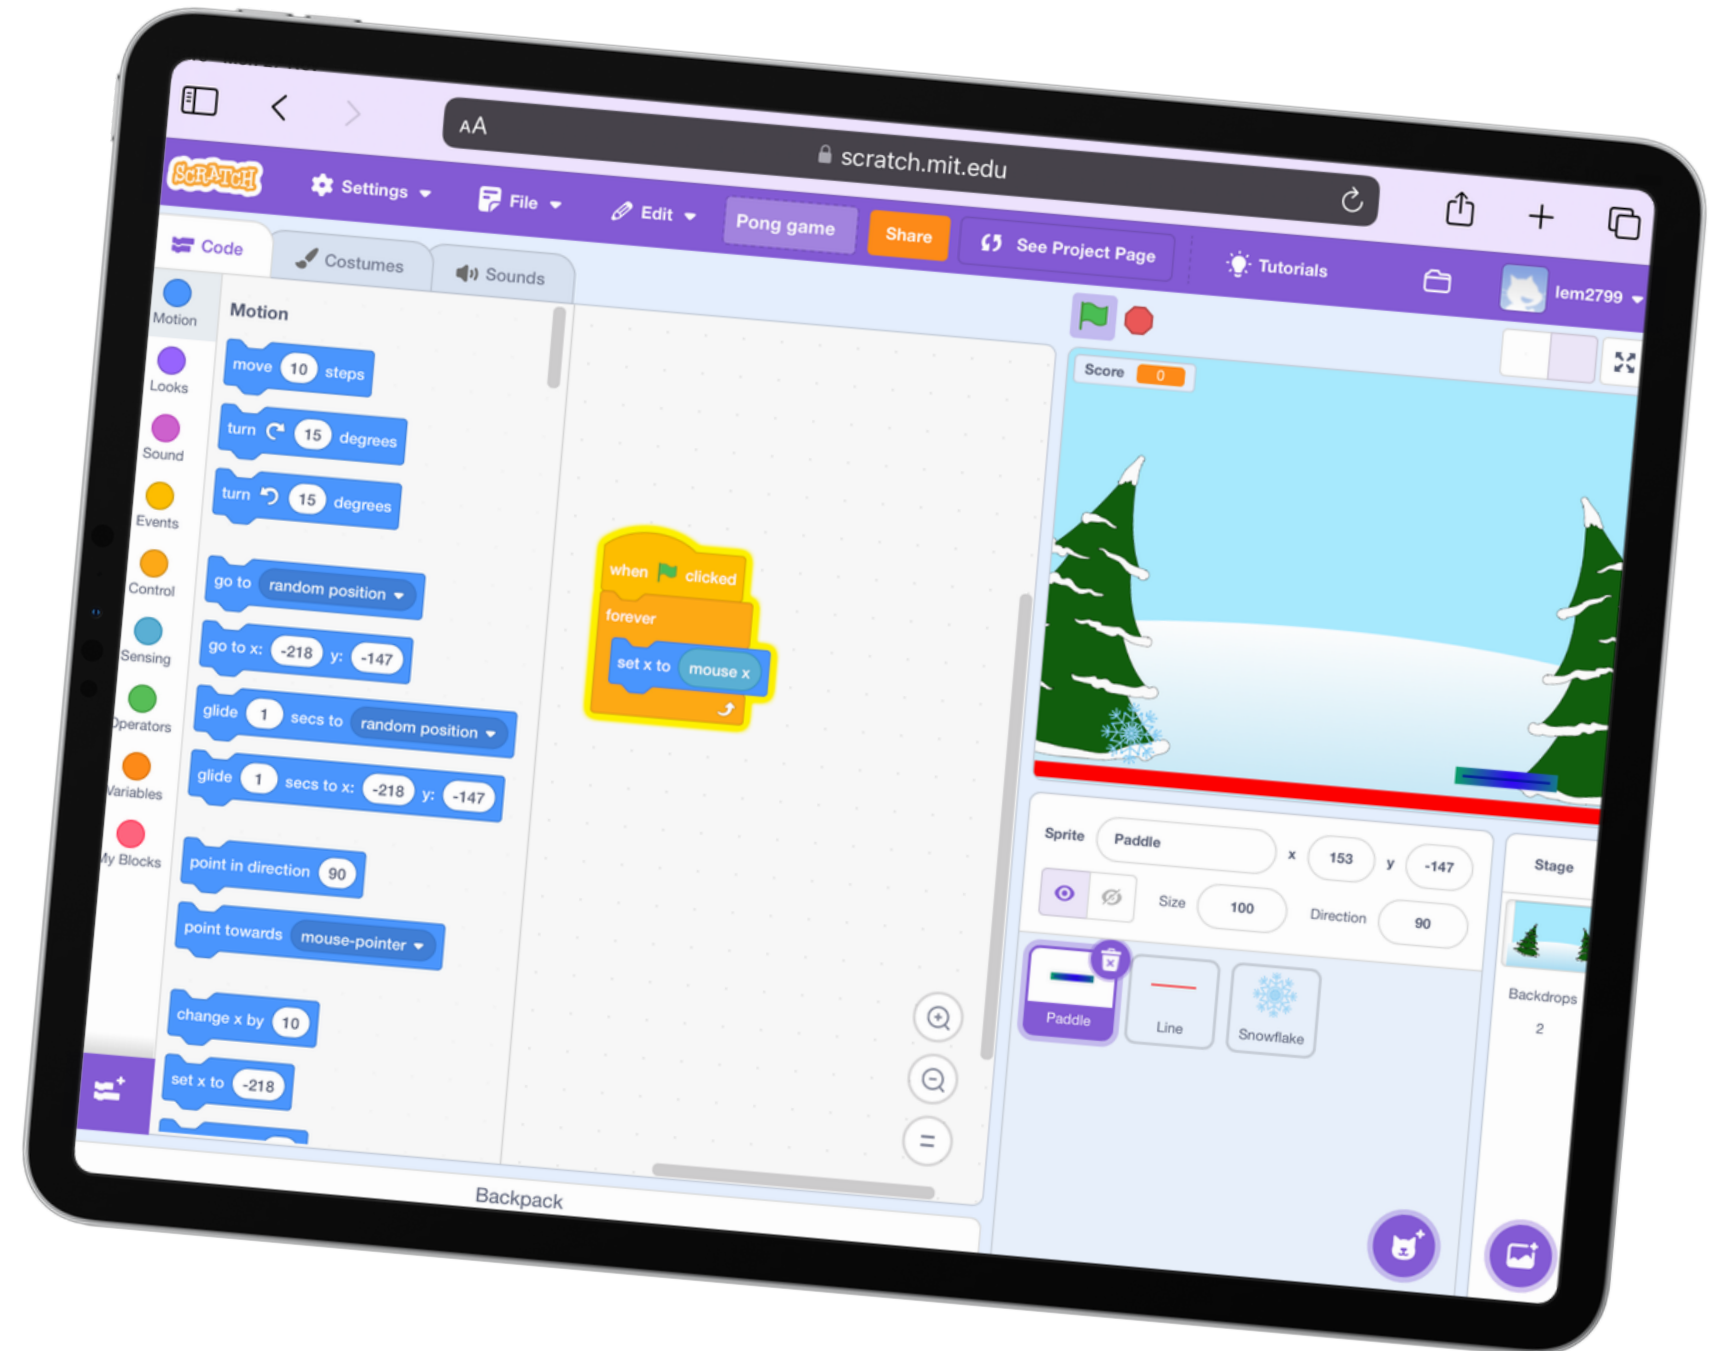 AA
scratch.mit.edu
SCRATCH
Settings
File
Edit
Pong game
Share
See Project Page
Tutorials
lem2799
Code
Costumes
Sounds
Motion
Looks
Sound
Events
Control
Sensing
Operators
Variables
My Blocks
Motion
move 10 steps
turn 15 degrees
turn 15 degrees
go to random position
go to x: -218 y: -147
glide 1 secs to random position
glide 1 secs to x: -218 y: -147
point in direction 90
point towards mouse-pointer
change x by 10
set x to -218
when clicked
forever
set x to mouse x
Backpack
Score 0
Sprite Paddle x 153 y -147
Size 100 Direction 90
Paddle
Line
Snowflake
Stage
Backdrops
2